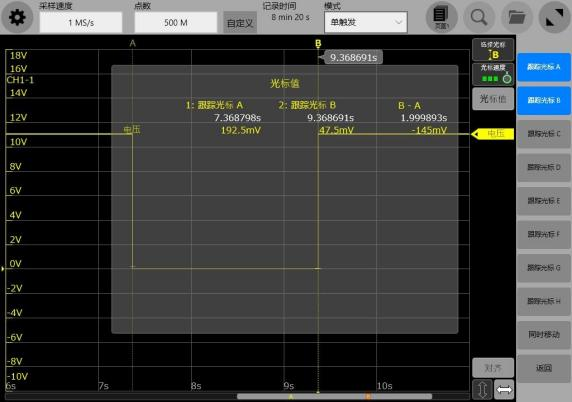 采样速度
点数
记录时间
模式
1 MS/s
500 M
自定义
8 min 20 s
单触发
页面1
A
B
9.368691s
选择光标
B
光标速度
光标值
跟踪光标 A
跟踪光标 B
跟踪光标 C
跟踪光标 D
跟踪光标 E
跟踪光标 F
跟踪光标 G
跟踪光标 H
同时移动
返回
18V
16V
CH1-1
14V
12V
10V
8V
6V
4V
2V
0V
-2V
-4V
-6V
-8V
-10V
光标值
1: 跟踪光标 A
2: 跟踪光标 B
B - A
7.368798s
9.368691s
1.999893s
电压
192.5mV
47.5mV
-145mV
电压
对齐
6s
7s
8s
9s
10s
A
B